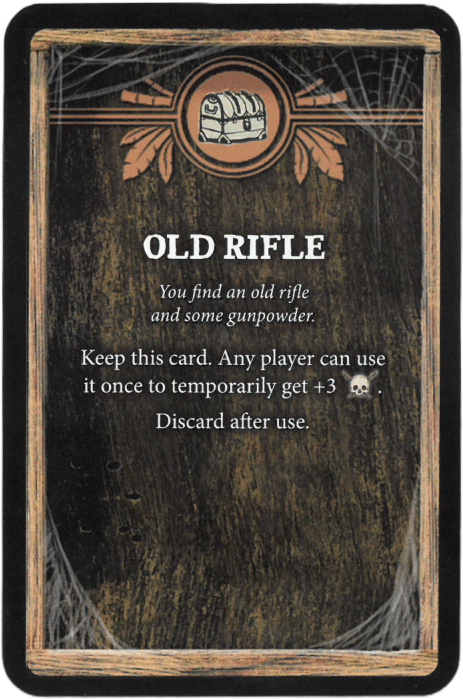 OLD RIFLE
You find an old rifle
and some gunpowder.
Keep this card. Any player can use
it once to temporarily get +3 .
Discard after use.